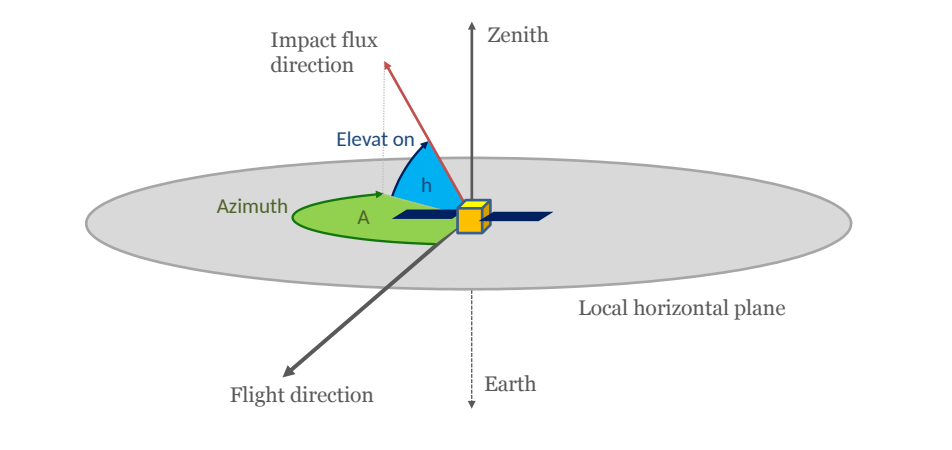 Impact flux
direction
Zenith
Elevat on
h
Azimuth
A
Local horizontal plane
Flight direction
Earth